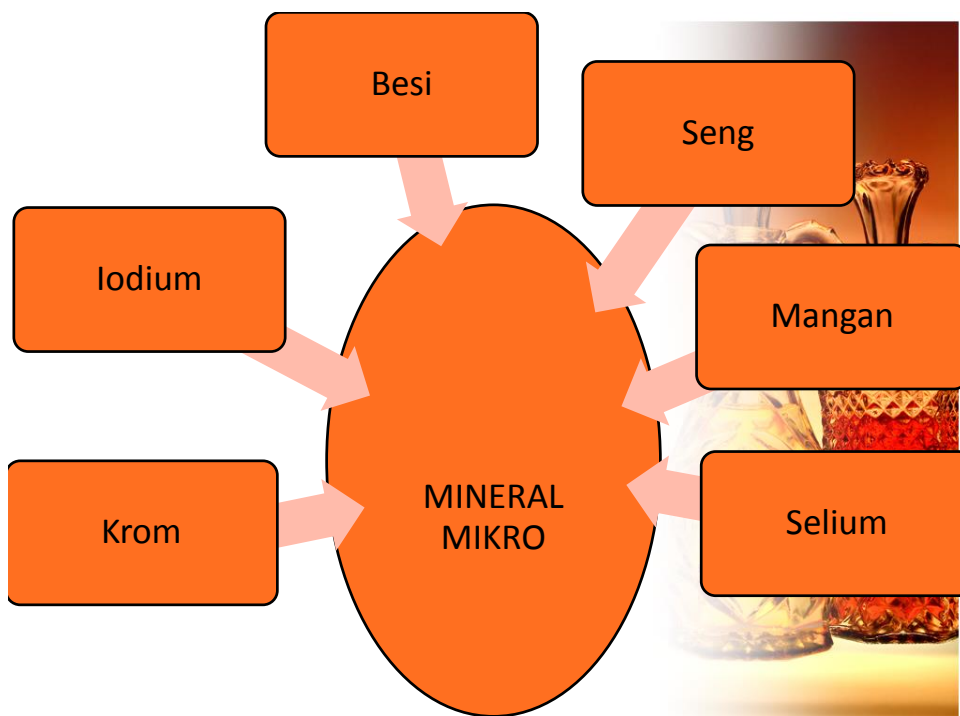 Besi
Seng
Iodium
Mangan
Krom
MINERAL
MIKRO
Selium